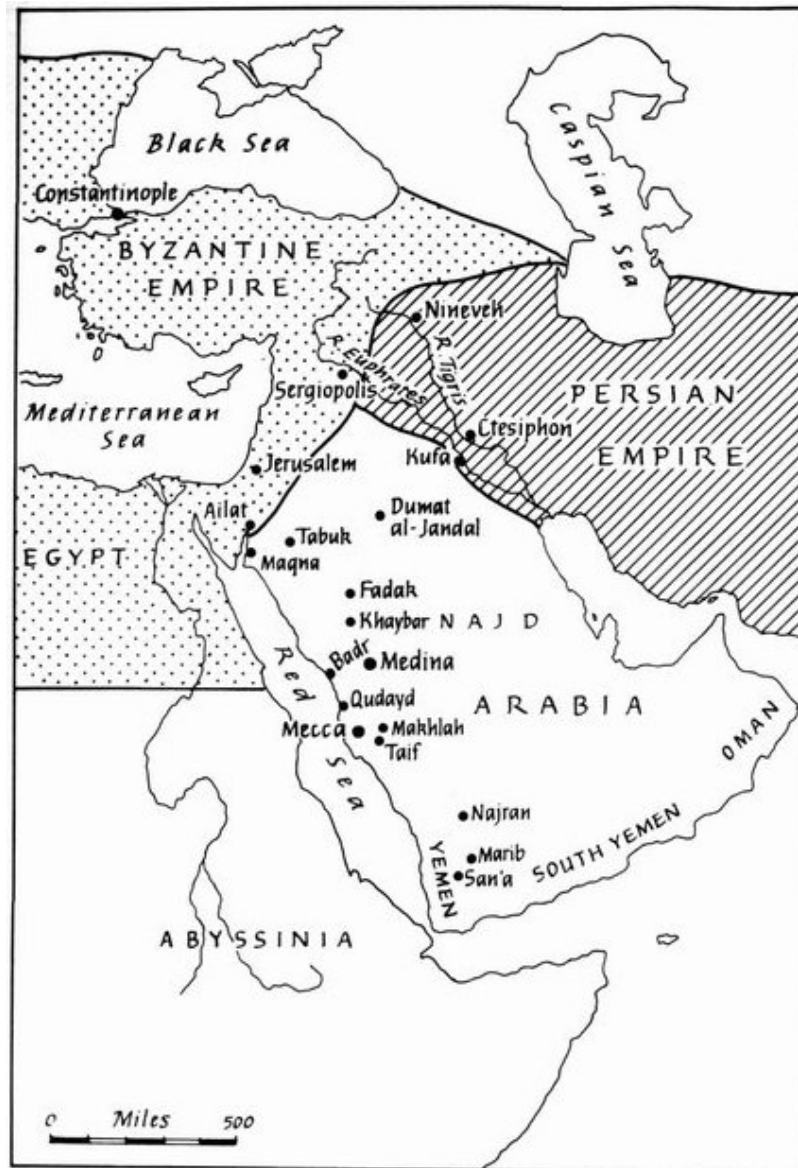 Black Sea
Caspian Sea
Constantinople
BYZANTINE
EMPIRE
Nineveh
R. Euphrares
R. Tigris
Sergiopolis
PERSIAN
EMPIRE
Mediterranean
Sea
Ctesiphon
Jerusalem
Kufa
Ailat
Dumat
al-Jandal
Tabuk
EGYPT
Maqna
Fadak
Khaybar
NAJD
Badr
Medina
Red Sea
Qudayd
ARABIA
Mecca
Makhlah
Taif
OMAN
Najran
YEMEN
Marib
SOUTH YEMEN
San'a
ABYSSINIA
0 Miles 500